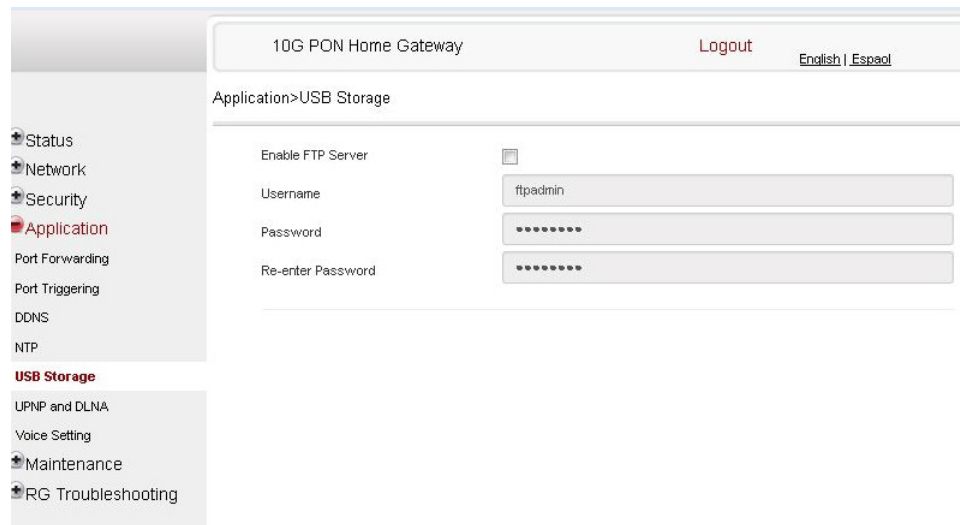 10G PON Home Gateway
Logout
English | Espaol
Application>USB Storage
Status
Network
Security
Application
Port Forwarding
Port Triggering
DDNS
NTP
USB Storage
UPNP and DLNA
Voice Setting
Maintenance
RG Troubleshooting
Enable FTP Server
Username
ftpadmin
Password
••••••••
Re-enter Password
••••••••